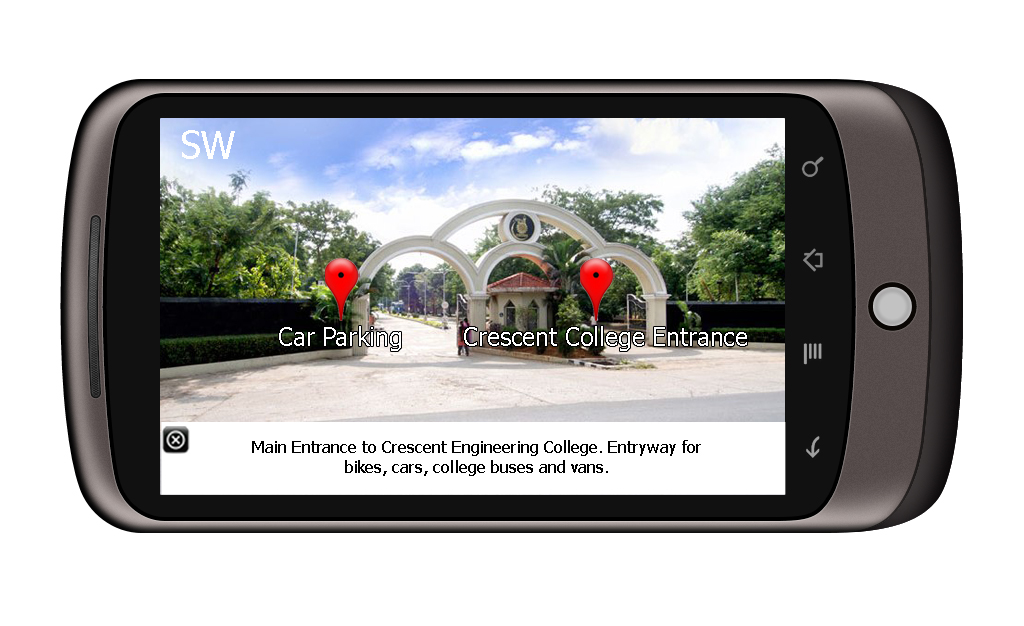 SW
Car Parking
Crescent College Entrance
Main Entrance to Crescent Engineering College. Entryway for
bikes, cars, college buses and vans.